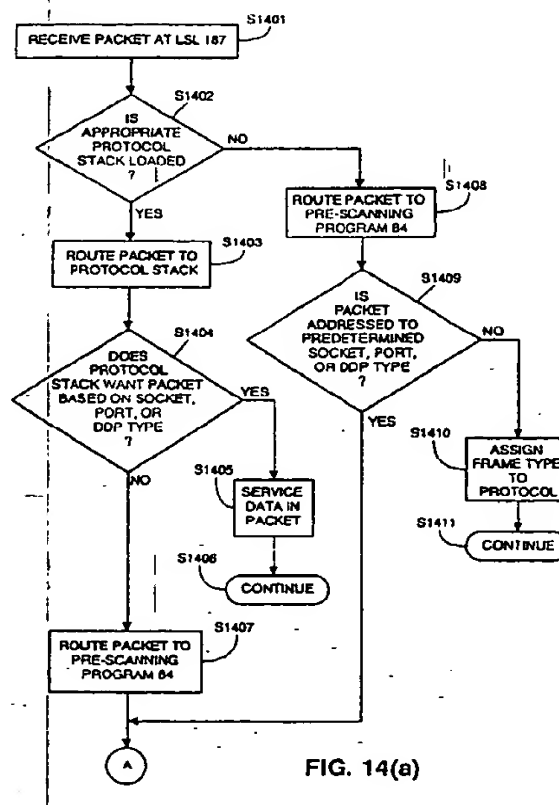 S1401
RECEIVE PACKET AT LSL 187
S1402
IS
APPROPRIATE
PROTOCOL
STACK LOADED
?
NO
YES
S1408
ROUTE PACKET TO
PRE-SCANNING
PROGRAM 84
S1403
ROUTE PACKET TO
PROTOCOL STACK
S1409
IS
PACKET
ADDRESSED TO
PREDETERMINED
SOCKET, PORT,
OR DDP TYPE
?
NO
YES
S1404
DOES
PROTOCOL
STACK WANT PACKET
BASED ON SOCKET,
PORT, OR
DDP TYPE
?
YES
NO
S1410
ASSIGN
FRAME TYPE
TO
PROTOCOL
S1405
SERVICE
DATA IN
PACKET
S1411
CONTINUE
S1406
CONTINUE
S1407
ROUTE PACKET TO
PRE-SCANNING
PROGRAM 84
A
FIG. 14(a)